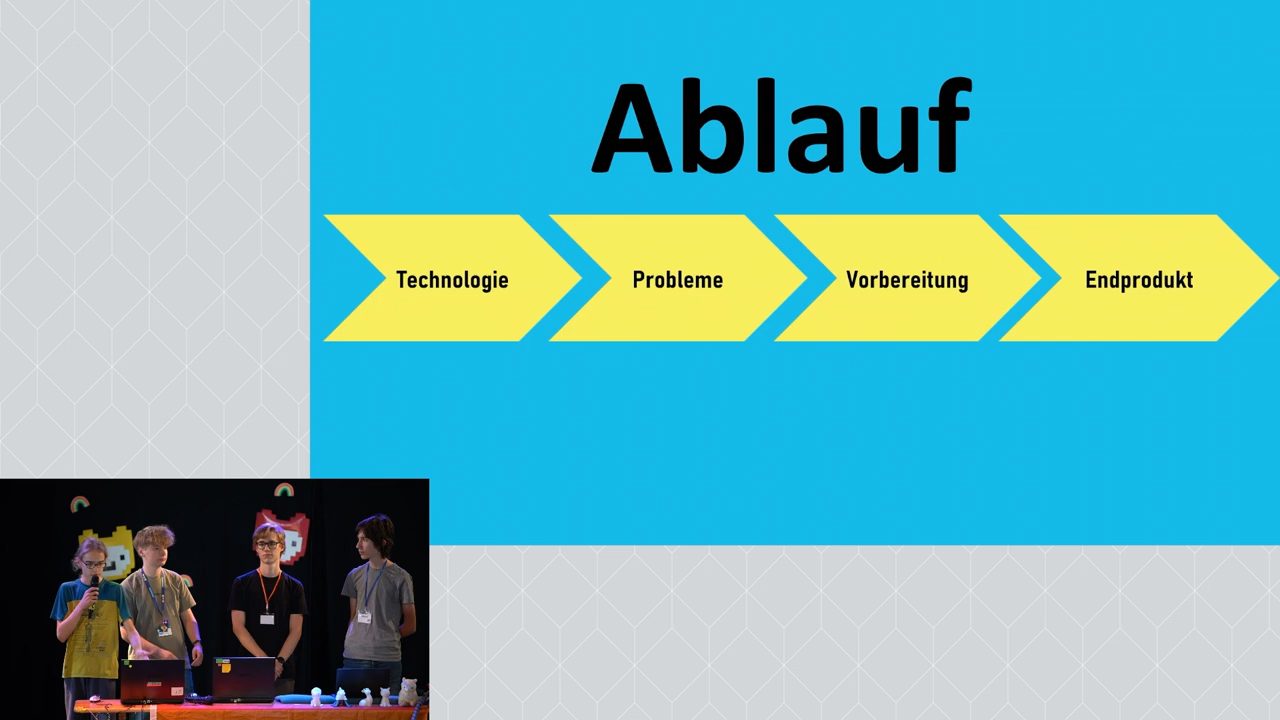 Ablauf
Technologie
Probleme
Vorbereitung
Endprodukt